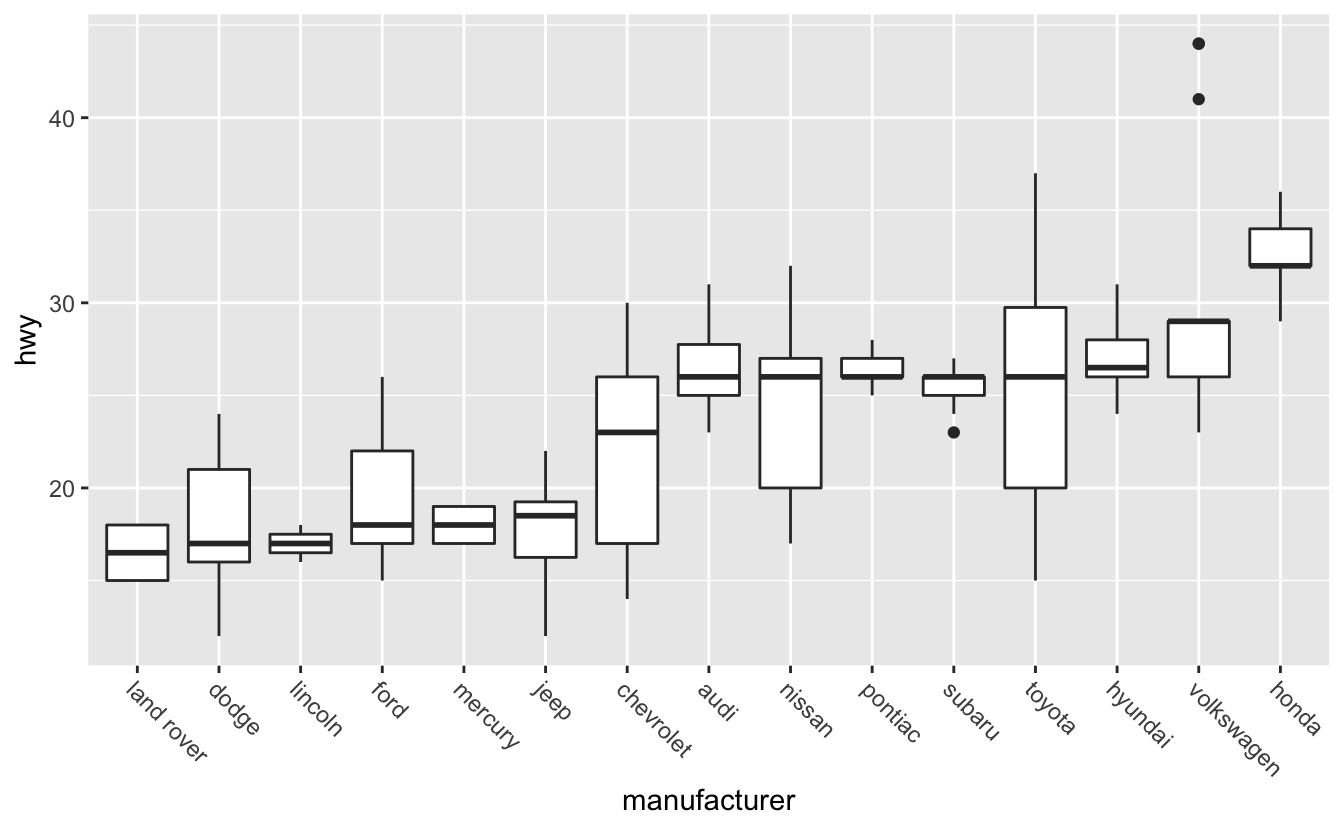 hwy
40
30
20
land rover
dodge
lincoln
ford
mercury
jeep
chevrolet
audi
nissan
pontiac
subaru
toyota
hyundai
volkswagen
honda
manufacturer